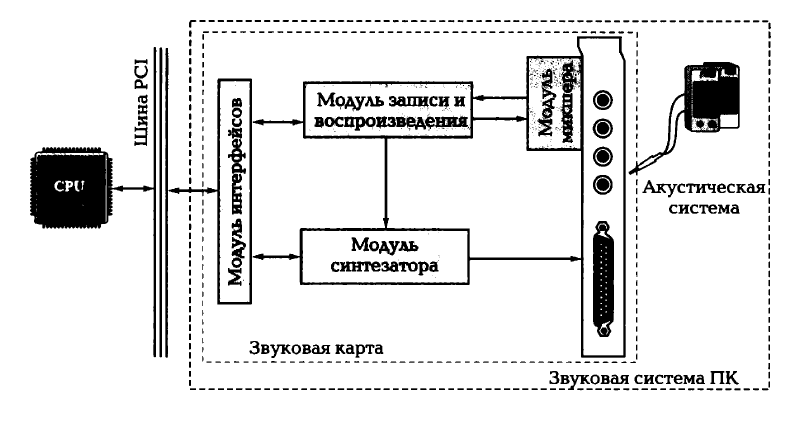 Шина PCI
CPU
Модуль интерфейсов
Модуль записи и
воспроизведения
Модуль
микшера
Модуль
синтезатора
Акустическая
система
Звуковая карта
Звуковая система ПК